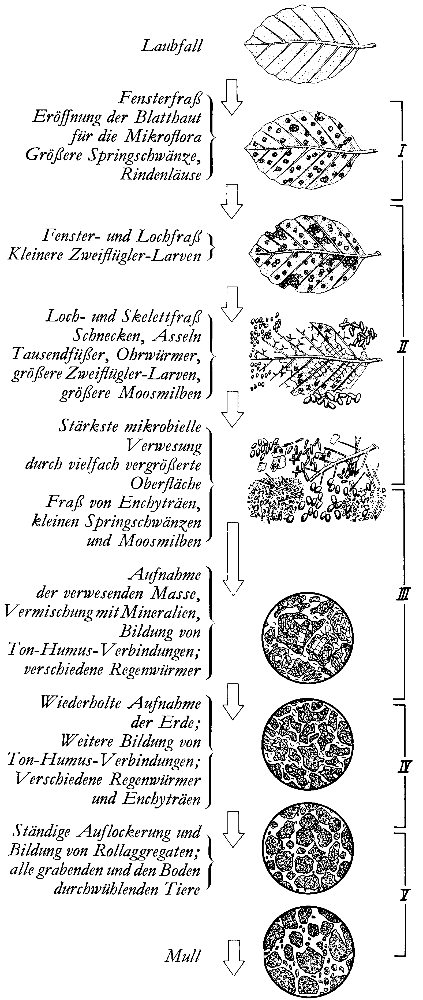 Laubfall
Fensterfraß
Eröffnung der Blatthaut
für die Mikroflora
Größere Springschwänze,
Rindenläuse
I
Fenster- und Lochfraß
Kleinere Zweiflügler-Larven
Loch- und Skelettfraß
Schnecken, Asseln
Tausendfüßer, Ohrwürmer,
größere Zweiflügler-Larven,
größere Moosmilben
II
Stärkste mikrobielle
Verwesung
durch vielfach vergrößerte
Oberfläche
Fraß von Enchyträen,
kleinen Springschwänzen
und Moosmilben
Aufnahme
der verwesenden Masse,
Vermischung mit Mineralien,
Bildung von
Ton-Humus-Verbindungen;
verschiedene Regenwürmer
III
Wiederholte Aufnahme
der Erde;
Weitere Bildung von
Ton-Humus-Verbindungen;
Verschiedene Regenwürmer
und Enchyträen
IV
Ständige Auflockerung und
Bildung von Rollaggregaten;
alle grabenden und den Boden
durchwühlenden Tiere
V
Mull